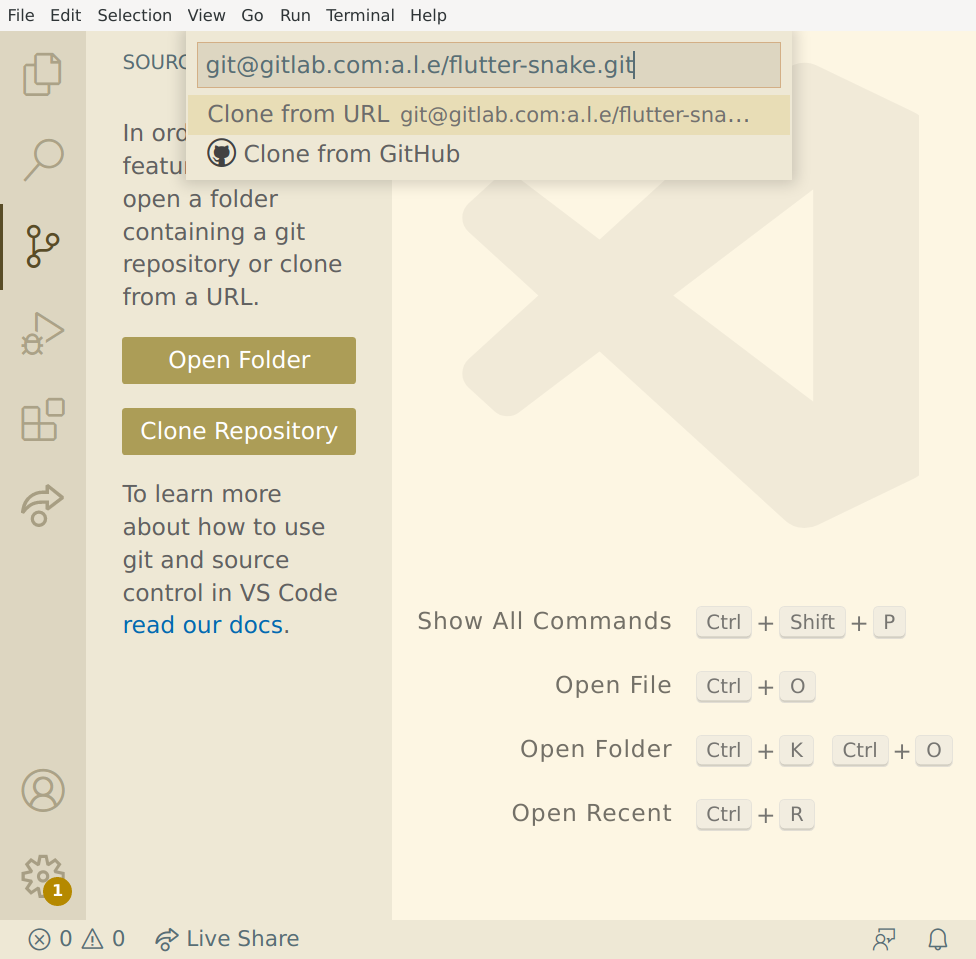 File Edit Selection View Go Run Terminal Help
git@gitlab.com:a.l.e/flutter-snake.git
Clone from URL git@gitlab.com:a.l.e/flutter-sna...
Clone from GitHub
SOURC
In ord
featur
open a folder
containing a git
repository or clone
from a URL.
Open Folder
Clone Repository
To learn more
about how to use
git and source
control in VS Code
read our docs.
Show All Commands Ctrl + Shift + P
Open File Ctrl + O
Open Folder Ctrl + K Ctrl + O
Open Recent Ctrl + R
1
0 0 Live Share